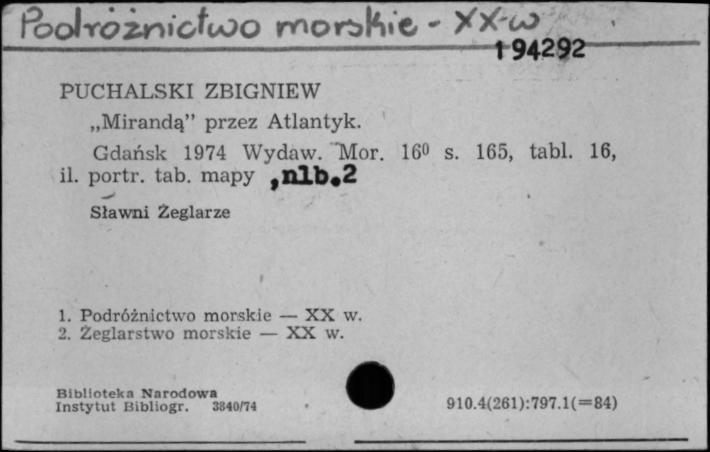 Podróżnictwo morskie - XX w
194292
PUCHALSKI ZBIGNIEW
„Mirandą” przez Atlantyk.
Gdańsk 1974 Wydaw. Mor. 16⁰ s. 165, tabl. 16,
il. portr. tab. mapy ,nlb.2
Sławni Żeglarze
1. Podróżnictwo morskie — XX w.
2. Żeglarstwo morskie — XX w.
Biblioteka Narodowa
Instytut Bibliogr. 3840/74
910.4(261):797.1(=84)